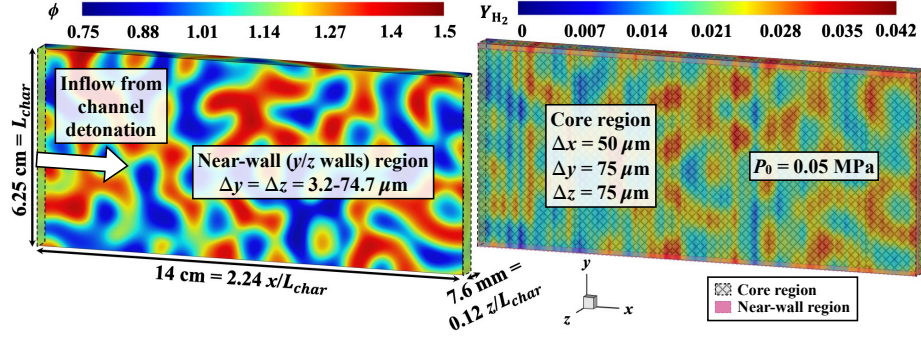 ϕ
0.75 0.88 1.01 1.14 1.27 1.4 1.5
Inflow from
channel
detonation
Near-wall (y/z walls) region
Δy = Δz = 3.2-74.7 μm
6.25 cm = L_char
14 cm = 2.24 x/L_char
7.6 mm =
0.12 z/L_char
Y_H₂
0 0.007 0.014 0.021 0.028 0.035 0.042
Core region
Δx = 50 μm
Δy = 75 μm
Δz = 75 μm
P₀ = 0.05 MPa
y
z
x
Core region
Near-wall region